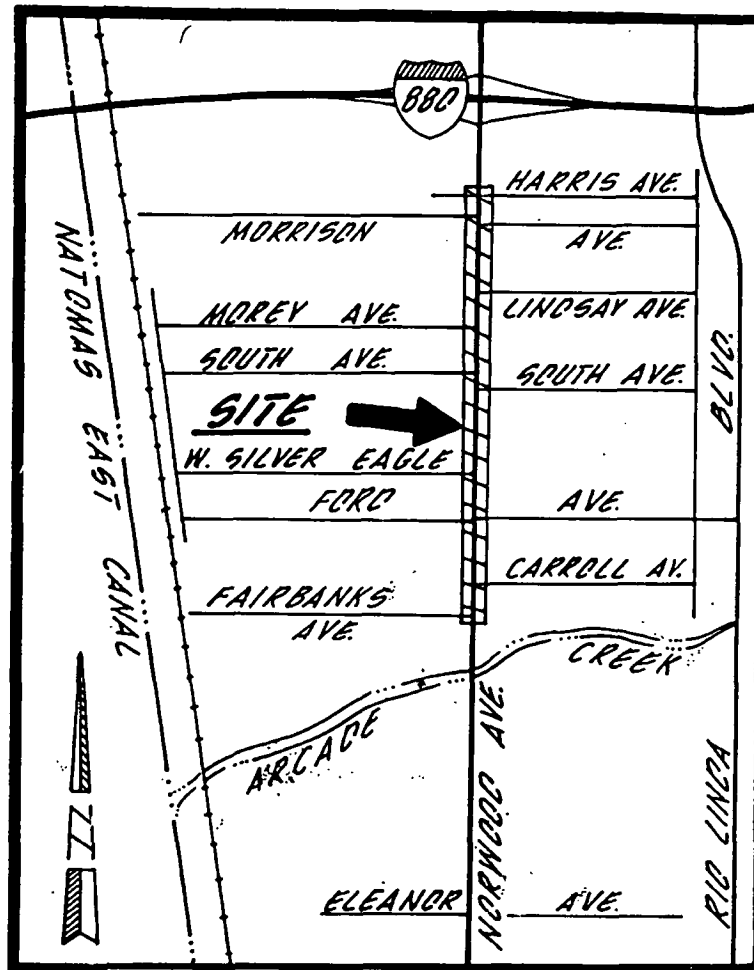 880
HARRIS AVE.
MORRISON AVE.
MOREY AVE.
LINDSAY AVE.
SOUTH AVE.
SOUTH AVE.
SITE
W. SILVER EAGLE
FORD AVE.
CARROLL AV.
FAIRBANKS
AVE.
NATOMAS EAST CANAL
ARCADE CREEK
NORWOOD AVE.
RIO LINDA BLVD.
N
ELEANOR AVE.